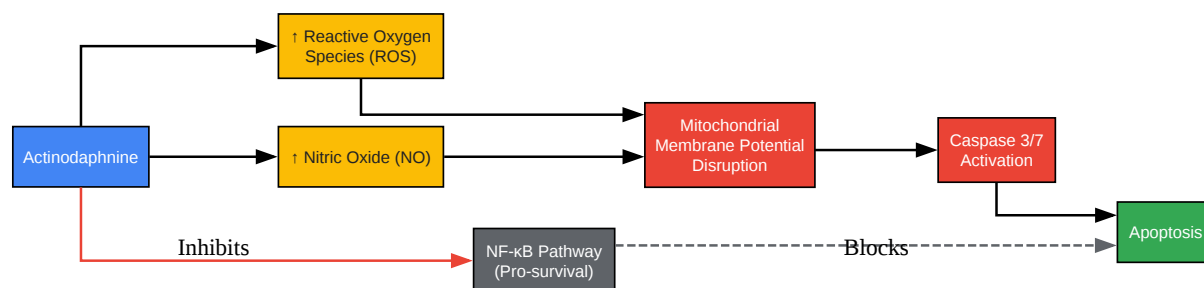 ↑ Reactive Oxygen
Species (ROS)
Actinodaphnine
↑ Nitric Oxide (NO)
Mitochondrial
Membrane Potential
Disruption
Caspase 3/7
Activation
Apoptosis
Inhibits
NF-κB Pathway
(Pro-survival)
Blocks